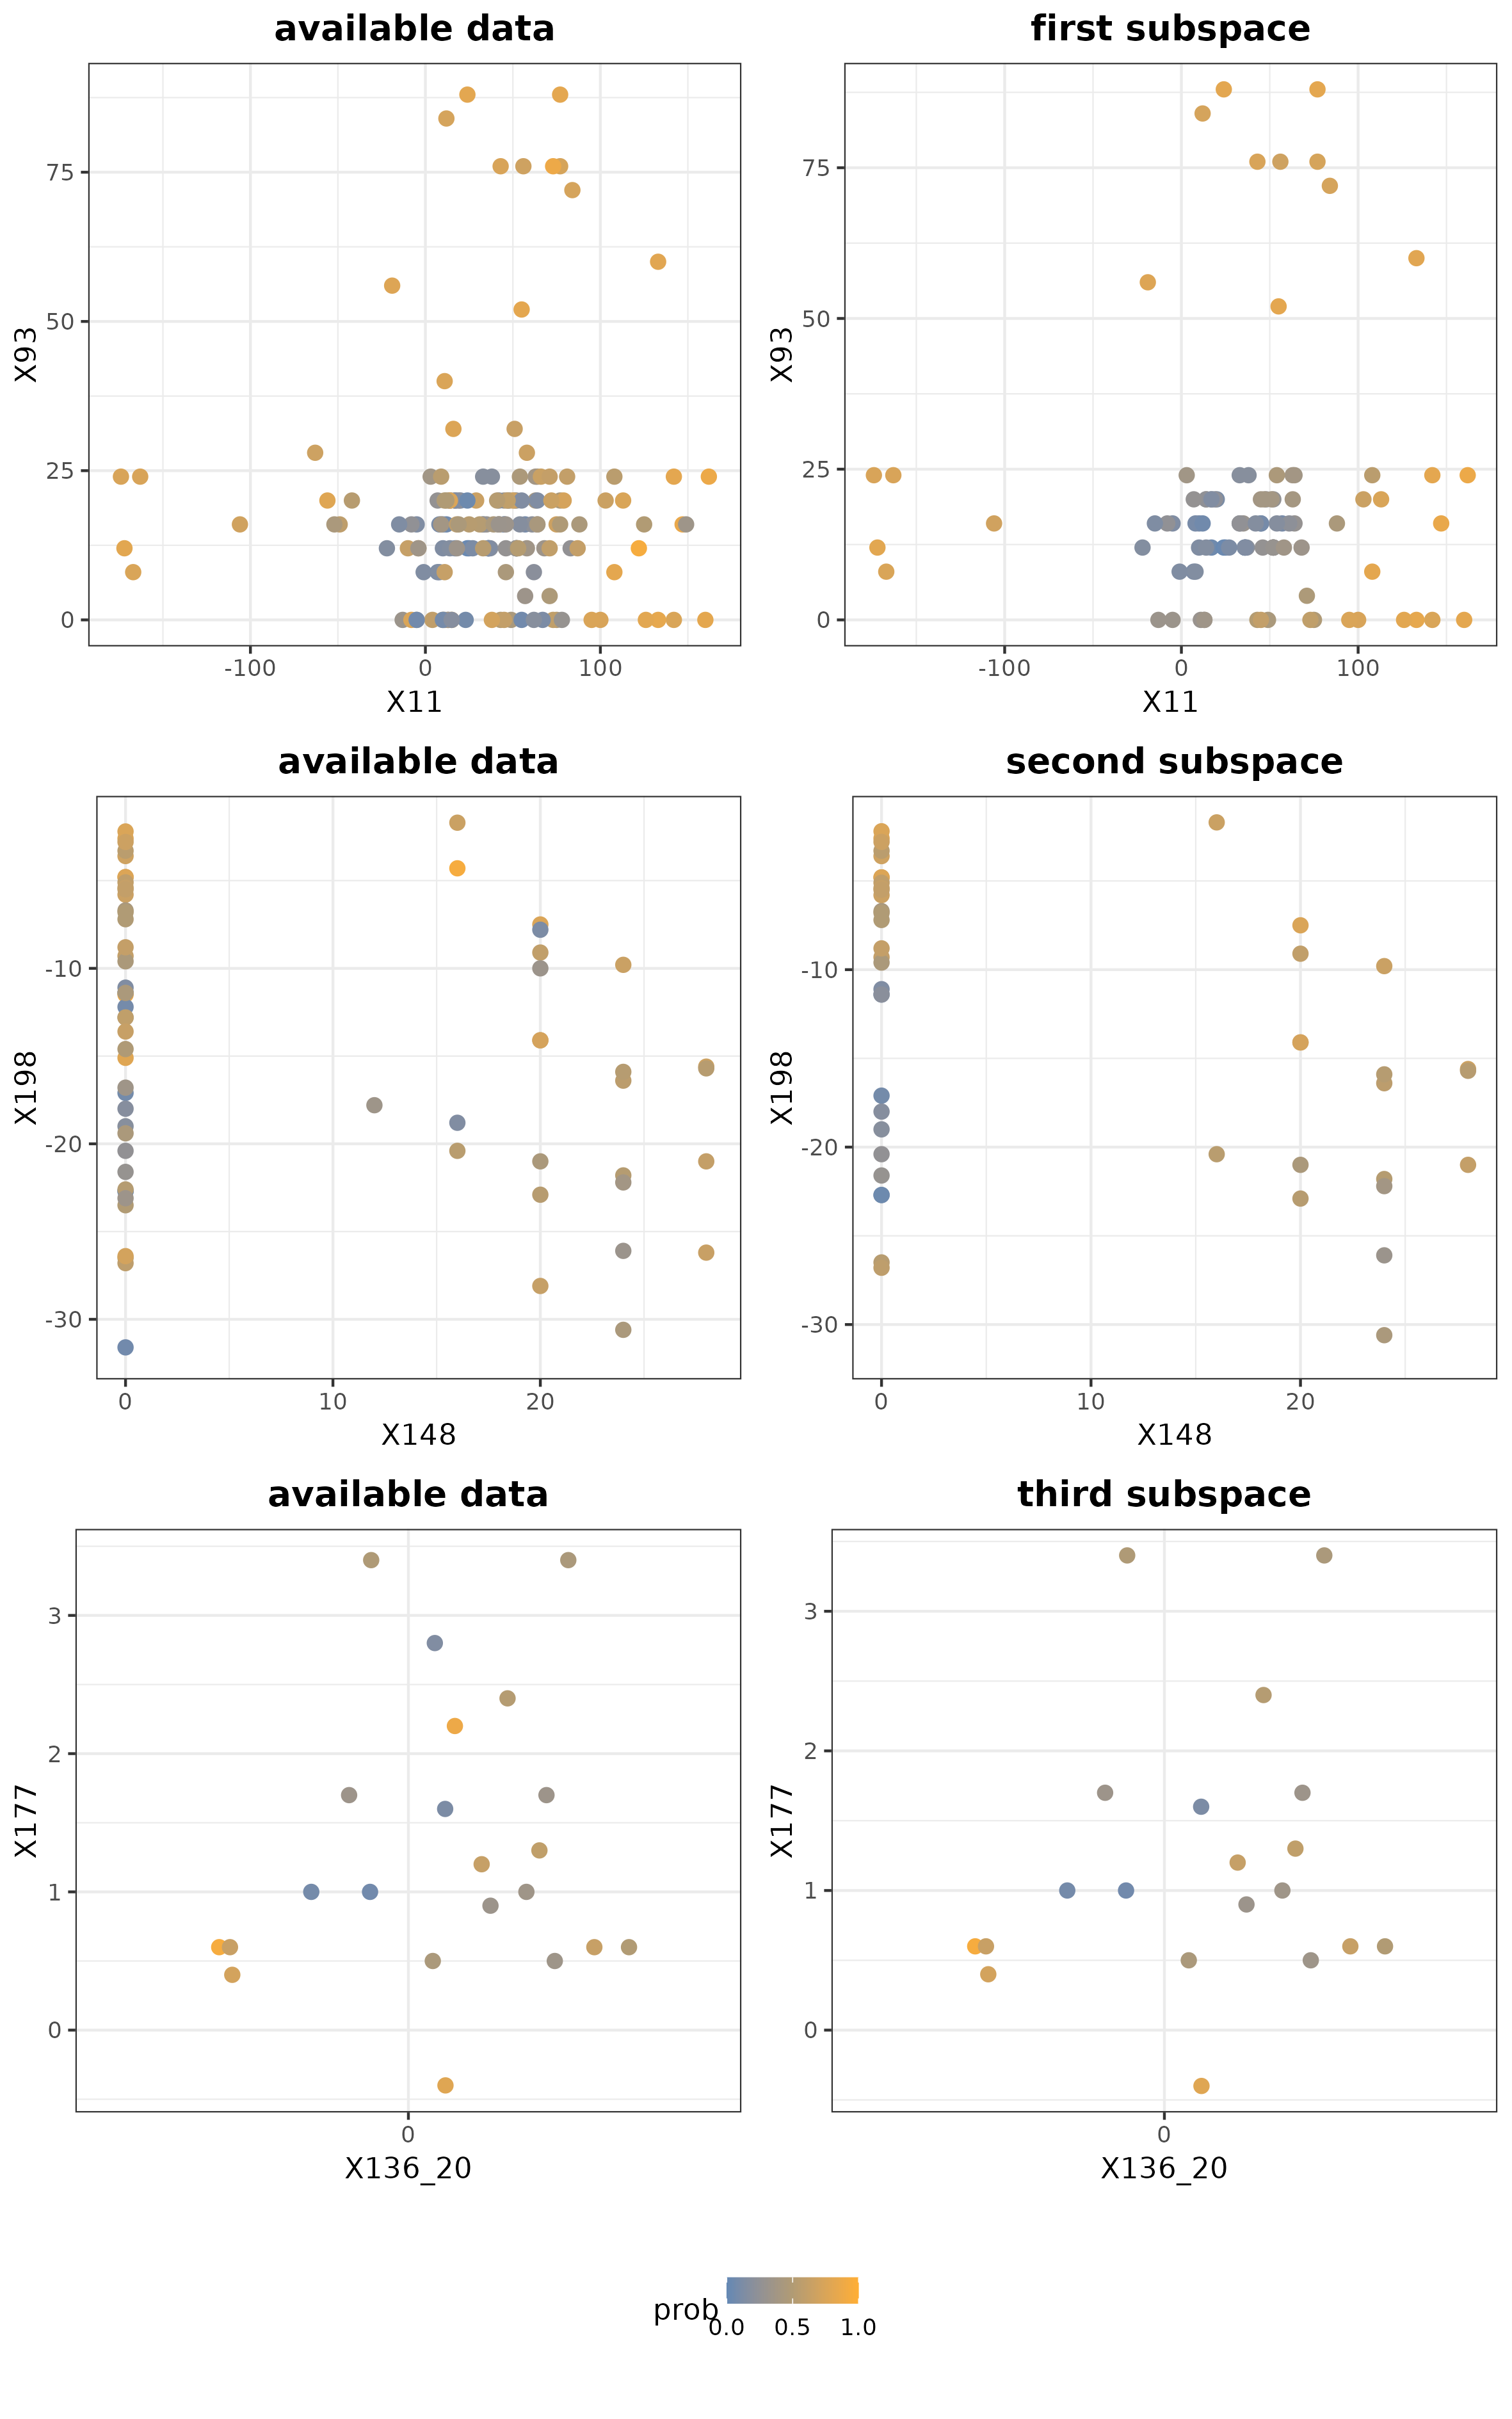 available data
first subspace
X93
75
50
25
0
-100
0
100
X11
X93
75
50
25
0
-100
0
100
X11
available data
second subspace
X198
-10
-20
-30
0
10
20
X148
X198
-10
-20
-30
0
10
20
X148
available data
third subspace
X177
3
2
1
0
0
X136_20
X177
3
2
1
0
0
X136_20
prob
0.0 0.5 1.0